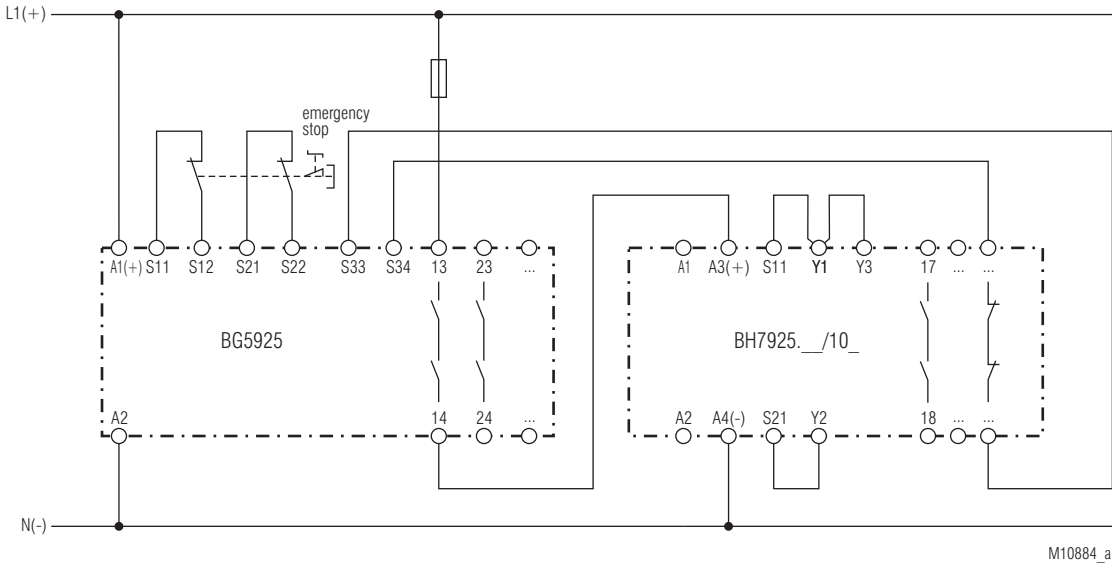 L1(+)
emergency
stop
A1(+) S11 S12 S21 S22 S33 S34 13 23 ...
A1 A3(+) S11 Y1 Y3 17 ... ...
BG5925
BH7925.__/10_
A2 14 24 ...
A2 A4(-) S21 Y2 18 ... ...
N(-)
M10884_a